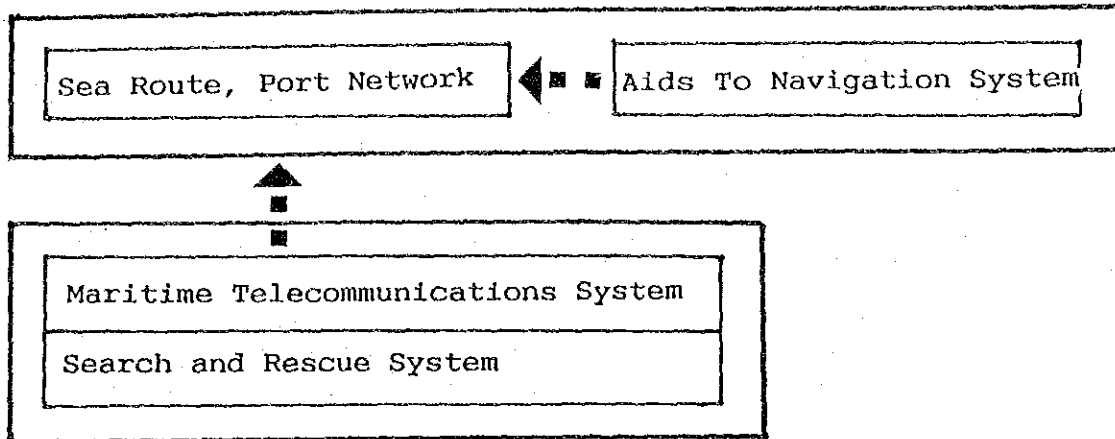 Sea Route, Port Network
Aids To Navigation System
Maritime Telecommunications System
Search and Rescue System